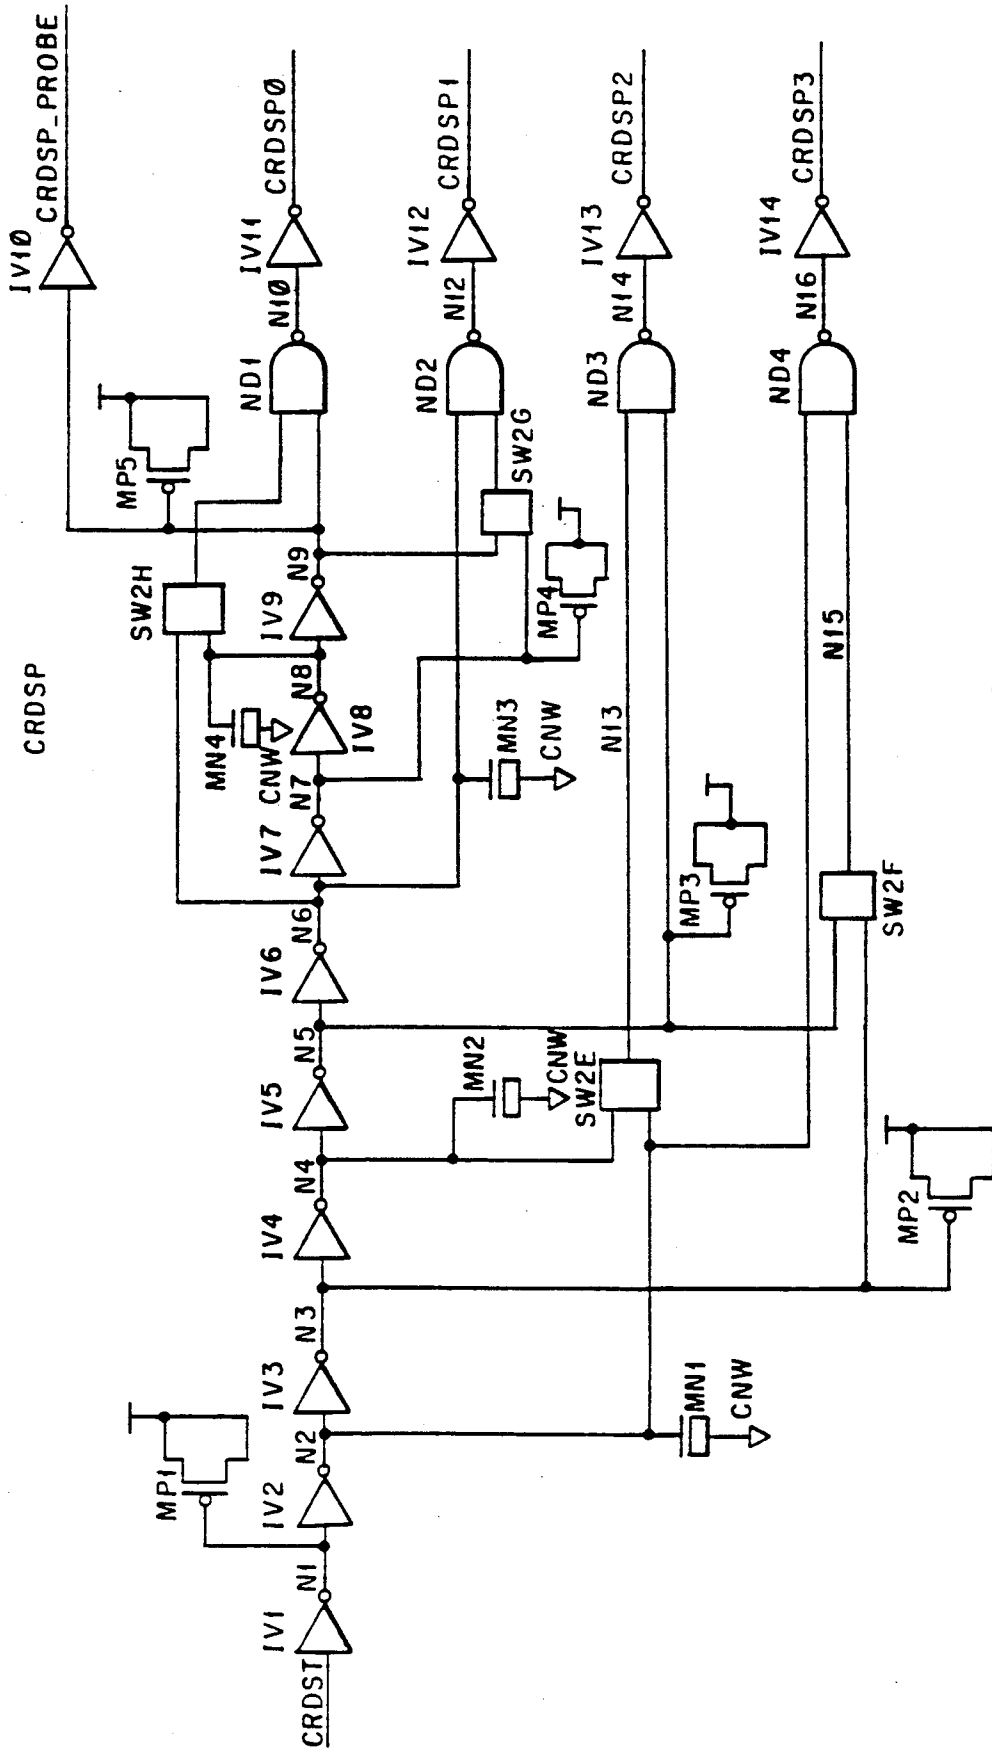 CRDSP
IV10
CRDSP_PROBE
MP5
SW2H
ND1
N10
IV11
CRDSP0
CRDST
IV1
N1
MP1
IV2
N2
IV3
N3
IV4
N4
IV5
N5
IV6
N6
IV7
N7
MN4
CNW
IV8
N8
IV9
N9
ND2
N12
IV12
CRDSP1
SW2G
MP4
MN3
CNW
MN2
CNW
SW2E
N13
ND3
N14
IV13
CRDSP2
MP3
MN1
CNW
SW2F
N15
ND4
N16
IV14
CRDSP3
MP2